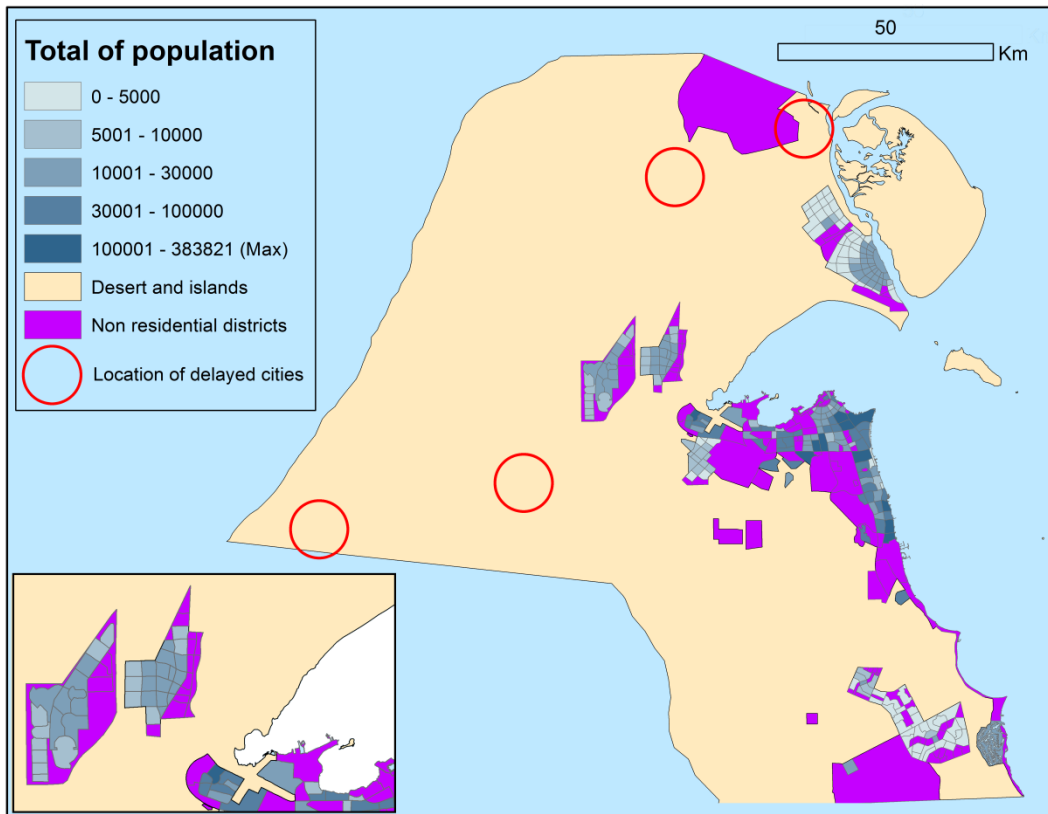 Total of population
0 - 5000
5001 - 10000
10001 - 30000
30001 - 100000
100001 - 383821 (Max)
Desert and islands
Non residential districts
Location of delayed cities
50
Km